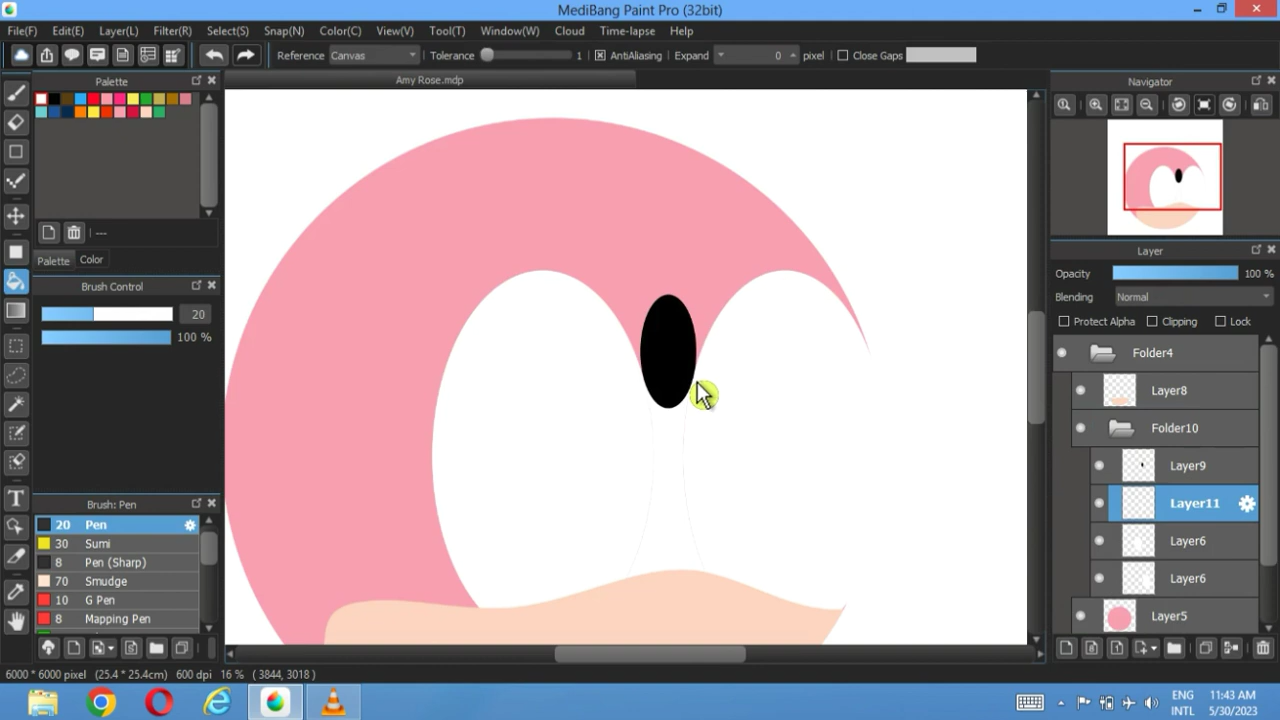 MediBang Paint Pro (32bit)
File(F) Edit(E) Layer(L) Filter(R) Select(S) Snap(N) Color(C) View(V) Tool(T) Window(W) Cloud Time-lapse Help
Reference Canvas Tolerance 1 AntiAliasing Expand 0 pixel Close Gaps
Palette Amy Rose.mdp Navigator
---
Palette Color
Layer
Opacity 100 %
Brush Control
Blending Normal
20
Protect Alpha Clipping Lock
100 %
Folder4
Layer8
Folder10
Layer9
Brush: Pen
Layer11
20 Pen
30 Sumi
Layer6
8 Pen (Sharp)
70 Smudge
Layer6
10 G Pen
8 Mapping Pen
Layer5
6000 * 6000 pixel (25.4 * 25.4cm) 600 dpi 16 % ( 3844, 3018 )
ENG 11:43 AM
INTL 5/30/2023